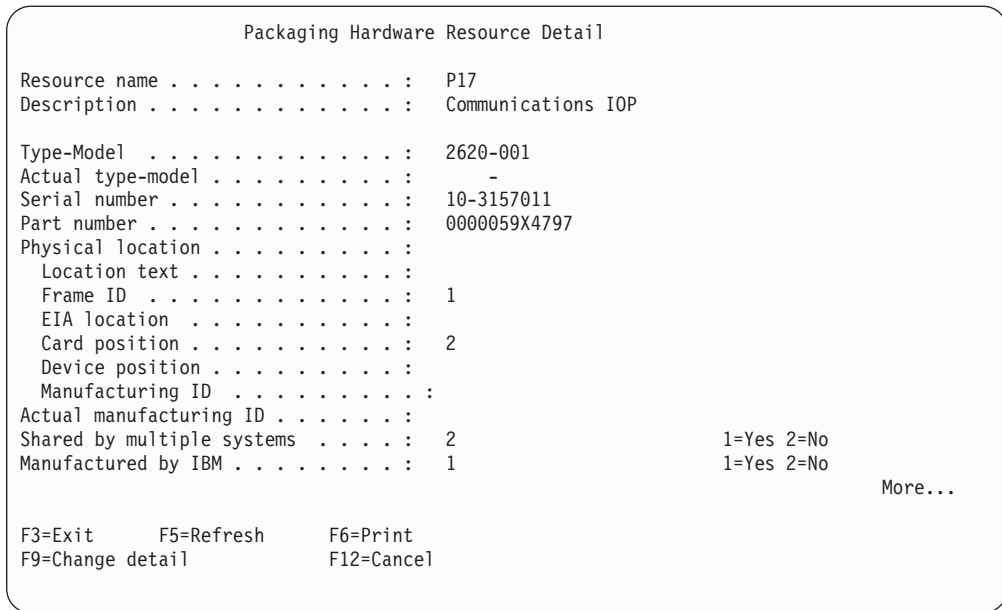 Packaging Hardware Resource Detail
Resource name . . . . . . . . . . . . : P17
Description . . . . . . . . . . . . . : Communications IOP
Type-Model . . . . . . . . . . . . : 2620-001
Actual type-model . . . . . . . . . . : -
Serial number . . . . . . . . . . . . : 10-3157011
Part number . . . . . . . . . . . . . : 0000059X4797
Physical location . . . . . . . . . . :
Location text . . . . . . . . . . . :
Frame ID . . . . . . . . . . . . . : 1
EIA location . . . . . . . . . . . :
Card position . . . . . . . . . . . : 2
Device position . . . . . . . . . . :
Manufacturing ID . . . . . . . . . :
Actual manufacturing ID . . . . . . :
Shared by multiple systems . . . . : 2 1=Yes 2=No
Manufactured by IBM . . . . . . . . . : 1 1=Yes 2=No
More...
F3=Exit F5=Refresh F6=Print
F9=Change detail F12=Cancel